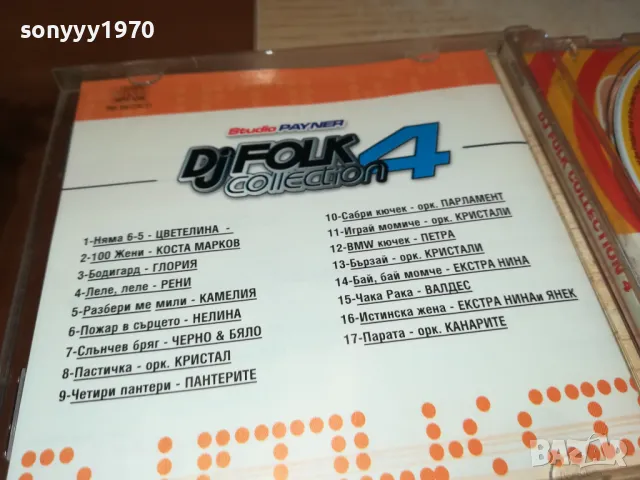 sonyyy1970
Studio PAYNER
Dj FOLK 4
collection
1-Няма 6-5 - ЦВЕТЕЛИНА -
2-100 Жени - КОСТА МАРКОВ
3-Бодигард - ГЛОРИЯ
4-Леле, леле - РЕНИ
5-Разбери ме мили - КАМЕЛИЯ
6-Пожар в сърцето - НЕЛИНА
7-Слънчев бряг - ЧЕРНО & БЯЛО
8-Пастичка - орк. КРИСТАЛ
9-Четири пантери - ПАНТЕРИТЕ
10-Сабри кючек - орк. ПАРЛАМЕНТ
11-Играй момиче - орк. КРИСТАЛИ
12-BMW кючек - ПЕТРА
13-Бързай - орк. КРИСТАЛИ
14-Бай, бай момче - ЕКСТРА НИНА
15-Чака Рака - ВАЛДЕС
16-Истинска жена - ЕКСТРА НИНАи ЯНЕК
17-Парата - орк. КАНАРИТЕ
DJ FOLK COLLECTION 4
BAZAR